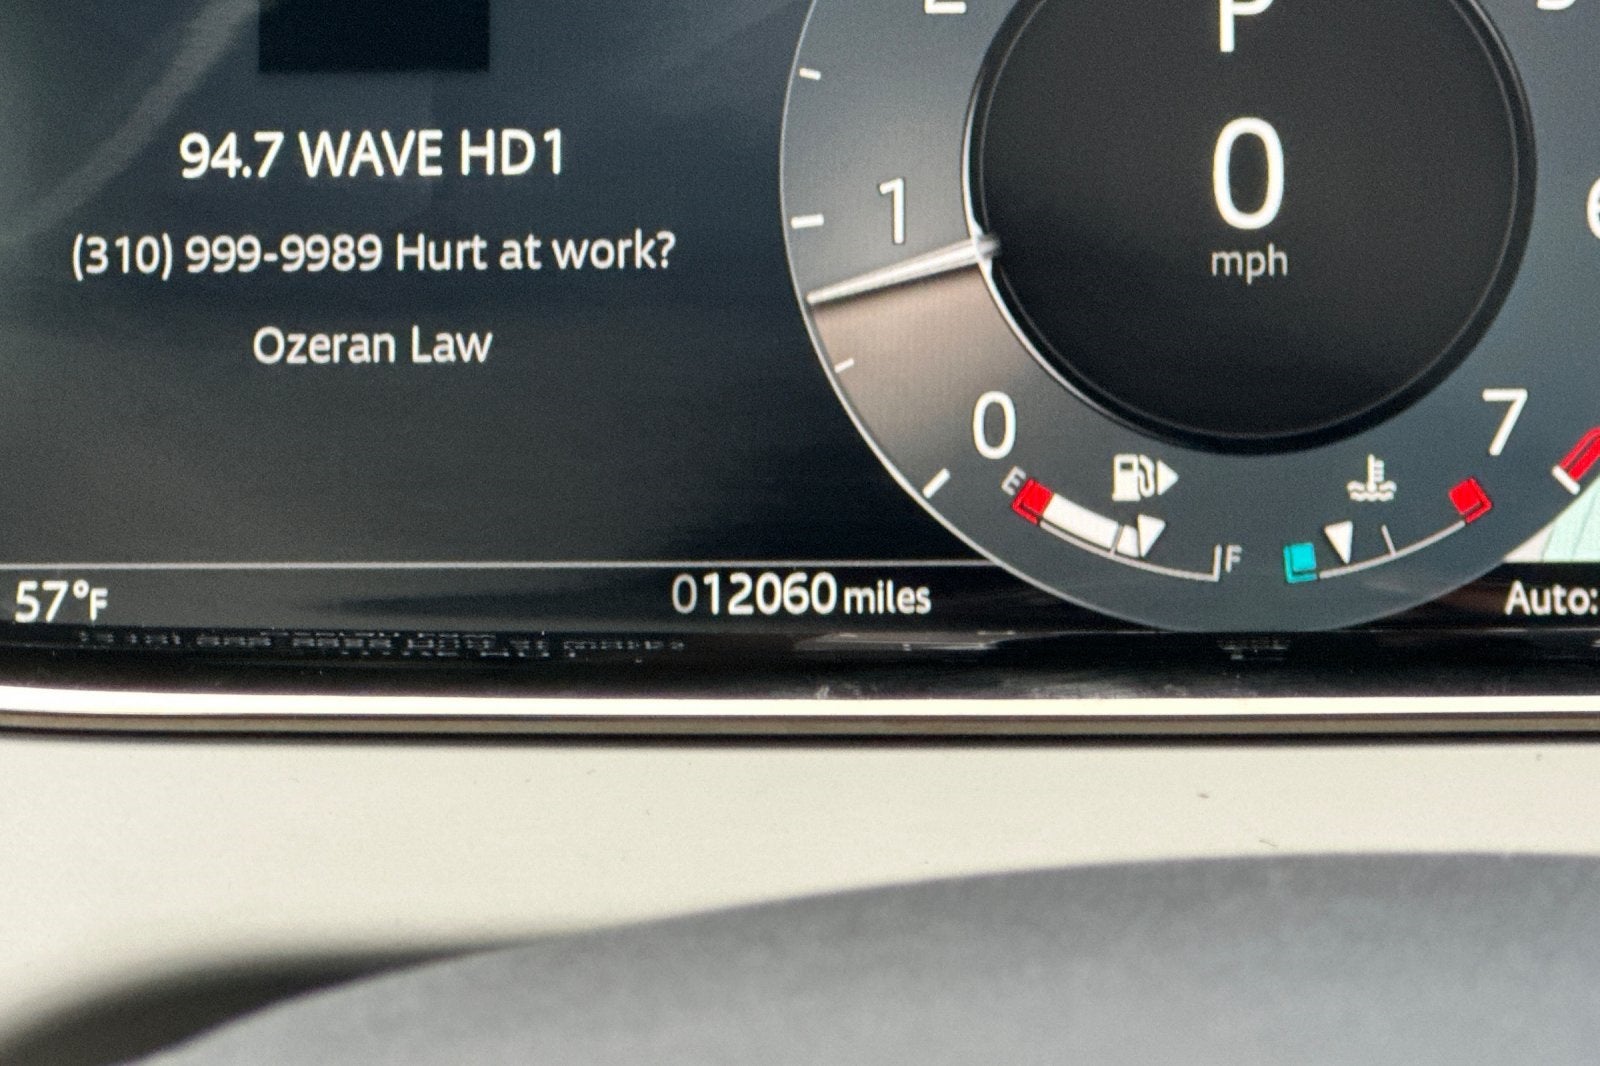 P
0
mph
94.7 WAVE HD1
(310) 999-9989 Hurt at work?
Ozeran Law
1
0
7
E
F
57°F
012060 miles
Auto: